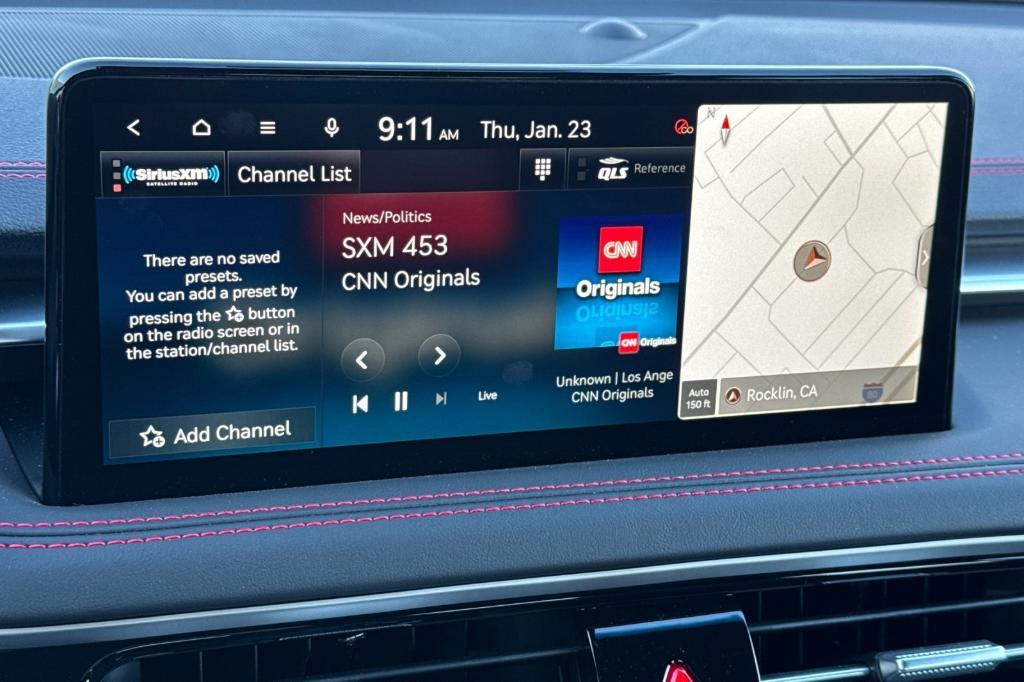 9:11 AM Thu, Jan. 23
SiriusXM
SATELLITE RADIO
Channel List
QLS Reference
N
There are no saved
presets.
You can add a preset by
pressing the button
on the radio screen or in
the station/channel list.
Add Channel
News/Politics
SXM 453
CNN Originals
Live
CNN
Originals
CNN Originals
Unknown | Los Ange
CNN Originals
Auto
150 ft
Rocklin, CA
80